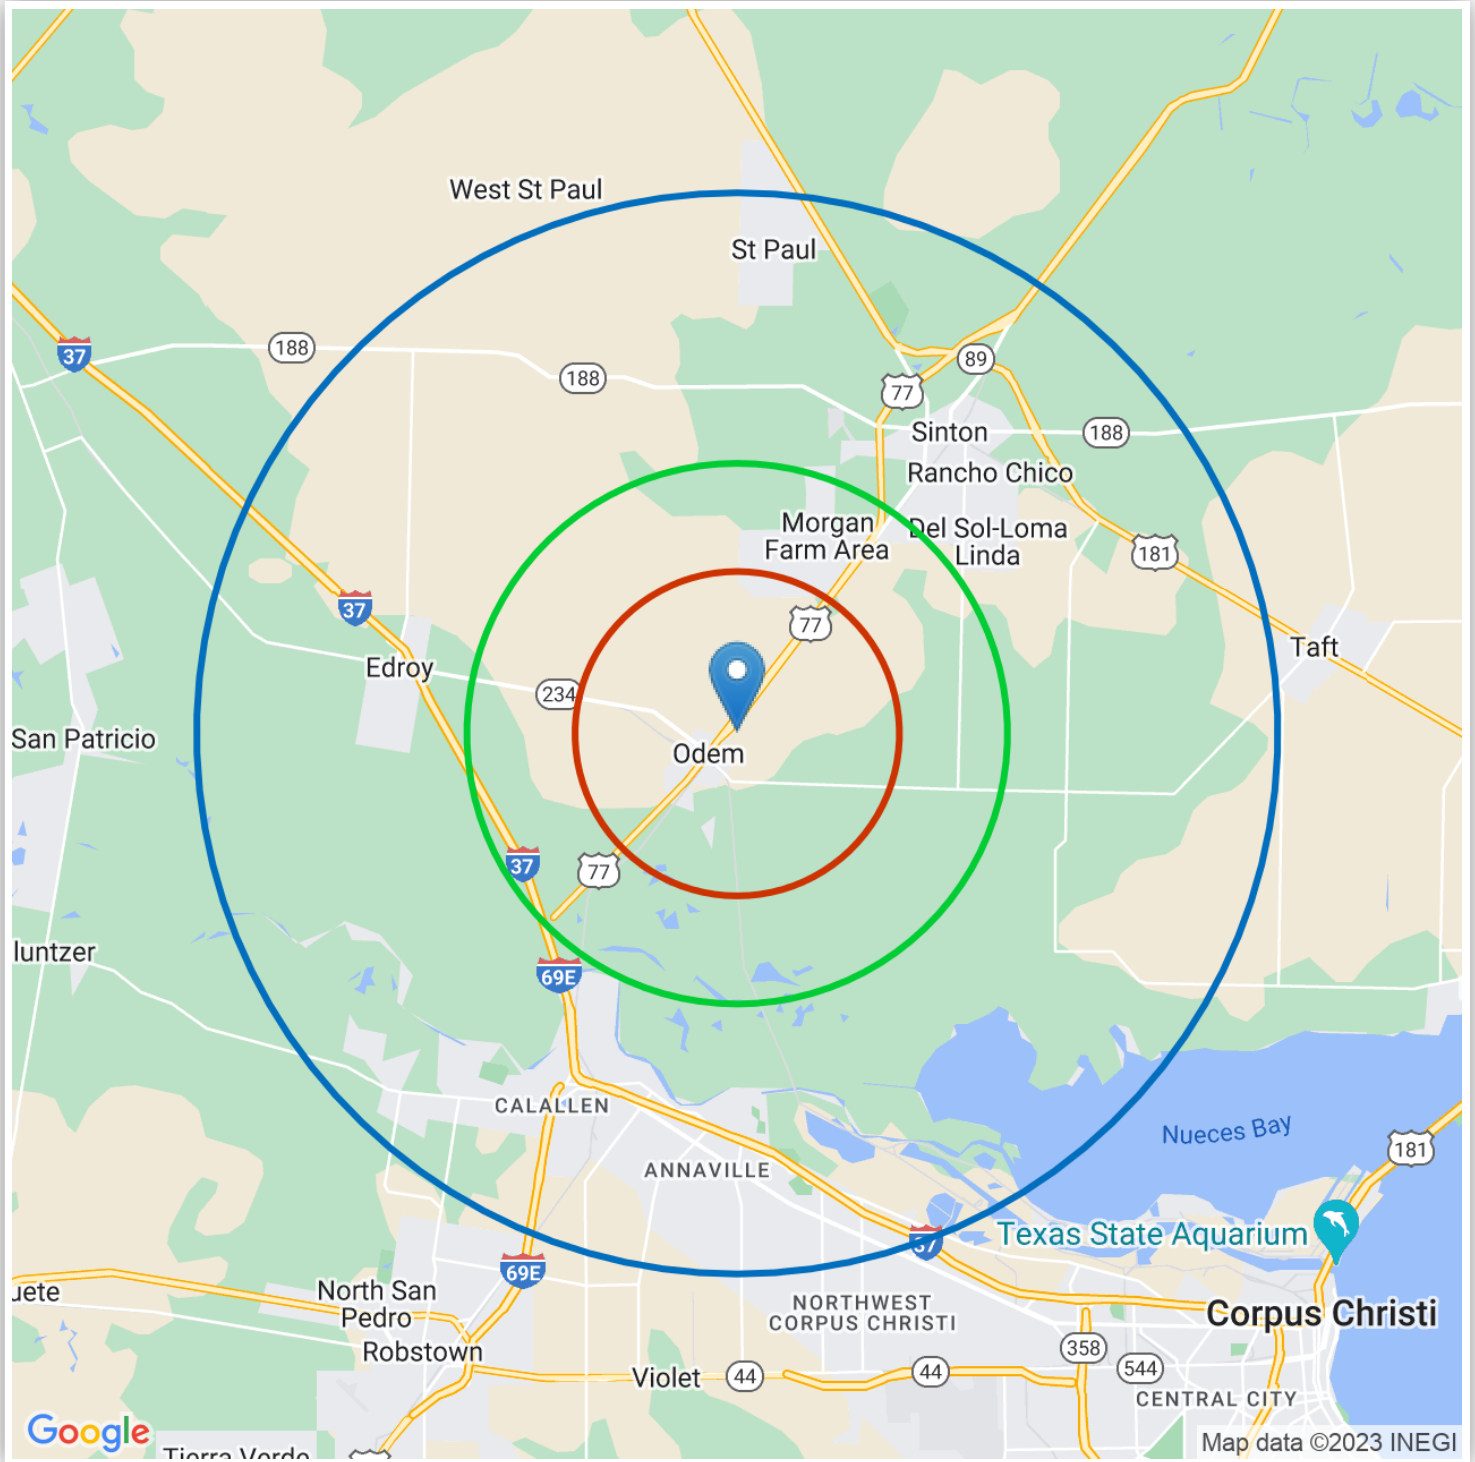 West St Paul
St Paul
37
188
188
89
77
Sinton
188
Rancho Chico
Morgan
Farm Area
Del Sol-Loma
Linda
181
37
77
Taft
Edroy
234
San Patricio
Odem
37
77
luntzer
69E
CALALLEN
Nueces Bay
181
ANNAVILLE
Texas State Aquarium
37
69E
uete
North San
Pedro
NORTHWEST
CORPUS CHRISTI
Corpus Christi
Robstown
358
Violet
44
44
544
CENTRAL CITY
Google
Tierra Verde
Map data ©2023 INEGI